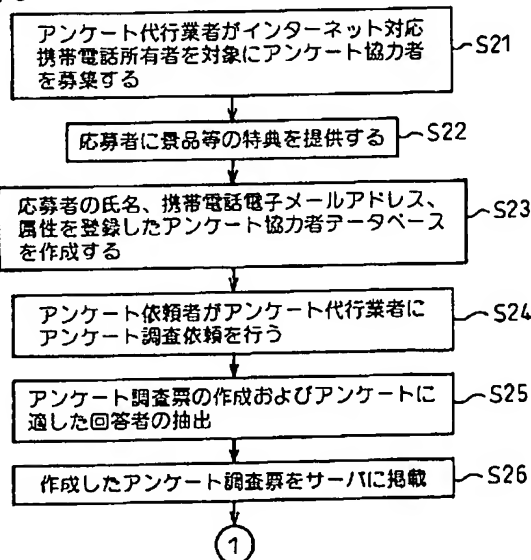 アンケート代行業者がインターネット対応
携帯電話所有者を対象にアンケート協力者
を募集する
S21
応募者に景品等の特典を提供する
S22
応募者の氏名、携帯電話電子メールアドレス、
属性を登録したアンケート協力者データベース
を作成する
S23
アンケート依頼者がアンケート代行業者に
アンケート調査依頼を行う
S24
アンケート調査票の作成およびアンケートに
適した回答者の抽出
S25
作成したアンケート調査票をサーバに掲載
S26
1